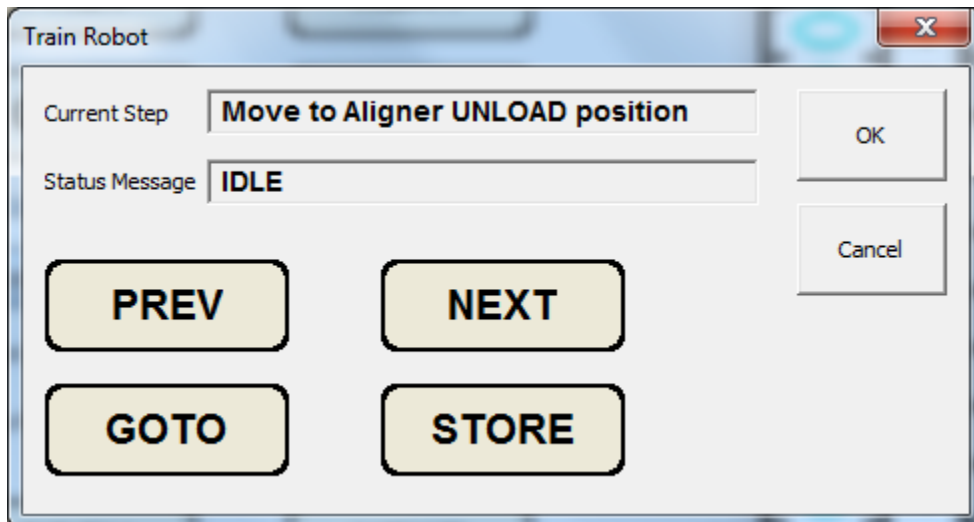 Train Robot
Current Step Move to Aligner UNLOAD position
OK
Status Message IDLE
Cancel
PREV NEXT
GOTO STORE